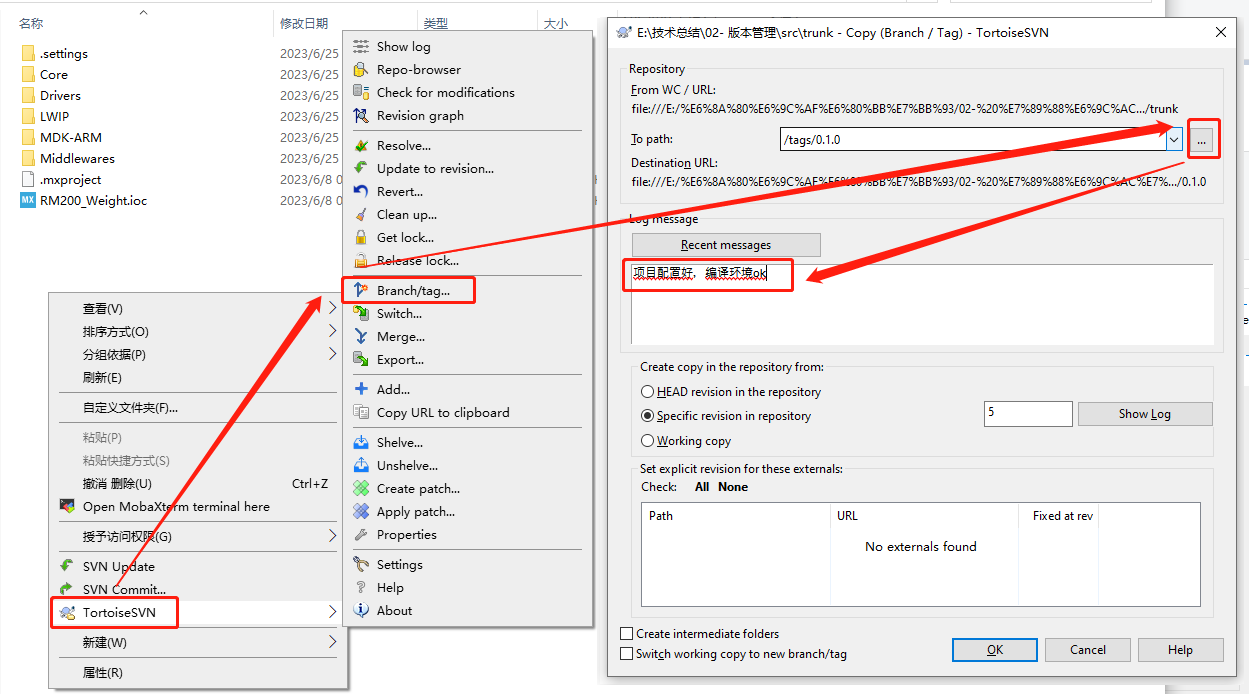 名称
修改日期
类型
大小
.settings
2023/6/25
Core
2023/6/25
Drivers
2023/6/25
LWIP
2023/6/25
MDK-ARM
2023/6/25
Middlewares
2023/6/25
.mxproject
2023/6/8 0
MX
RM200_Weight.ioc
2023/6/8 0
查看(V)
排序方式(O)
分组依据(P)
刷新(E)
自定义文件夹(F)...
粘贴(P)
粘贴快捷方式(S)
撤消 删除(U)
Ctrl+Z
Open MobaXterm terminal here
授予访问权限(G)
SVN Update
SVN Commit...
TortoiseSVN
新建(W)
属性(R)
Show log
Repo-browser
Check for modifications
Revision graph
Resolve...
Update to revision...
Revert...
Clean up...
Get lock...
Release lock...
Branch/tag...
Switch...
Merge...
Export...
Add...
Copy URL to clipboard
Shelve...
Unshelve...
Create patch...
Apply patch...
Properties
Settings
Help
About
E:\技术总结\02- 版本管理\src\trunk - Copy (Branch / Tag) - TortoiseSVN
Repository
From WC / URL:
file:///E:/%E6%8A%80%E6%9C%AF%E6%80%BB%E7%BB%93/02-%20%E7%89%88%E6%9C%AC.../trunk
To path:
/tags/0.1.0
...
Destination URL:
file:///E:/%E6%8A%80%E6%9C%AF%E6%80%BB%E7%BB%93/02-%20%E7%89%88%E6%9C%AC%E7%.../0.1.0
Log message
Recent messages
项目配置好，编译环境ok
Create copy in the repository from:
HEAD revision in the repository
Specific revision in repository
5
Show Log
Working copy
Set explicit revision for these externals:
Check:
All
None
Path
URL
Fixed at rev
No externals found
Create intermediate folders
Switch working copy to new branch/tag
OK
Cancel
Help